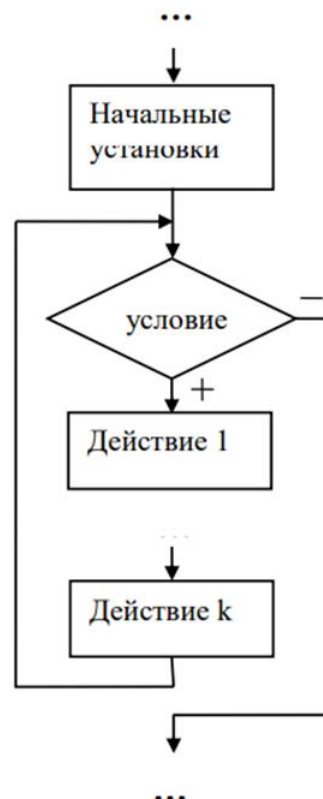 ...
Начальные
установки
условие
—
+
Действие 1
...
Действие k
...